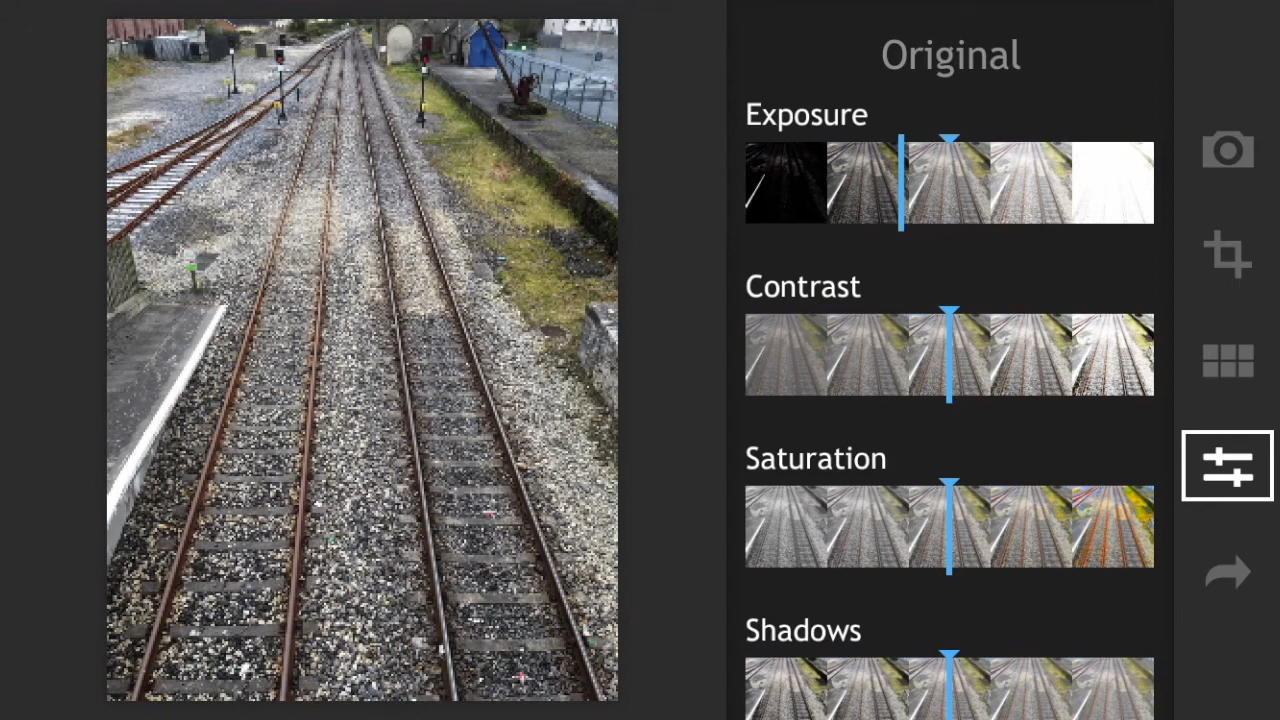 Original
Exposure
Contrast
Saturation
Shadows